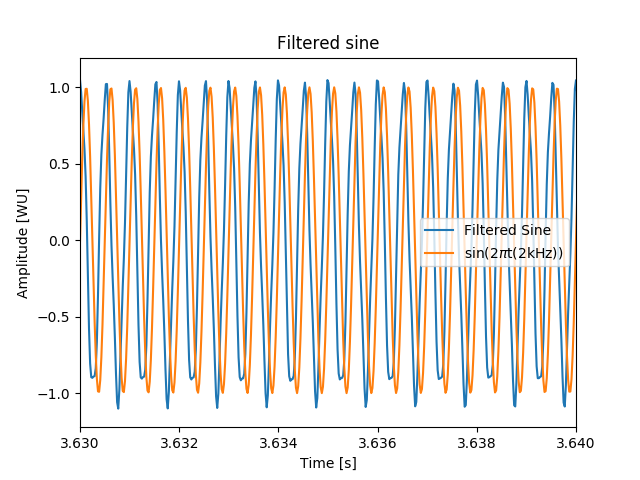 Filtered sine
Amplitude [WU]
1.0
0.5
0.0
−0.5
−1.0
Filtered Sine
sin(2πt(2kHz))
3.630 3.632 3.634 3.636 3.638 3.640
Time [s]